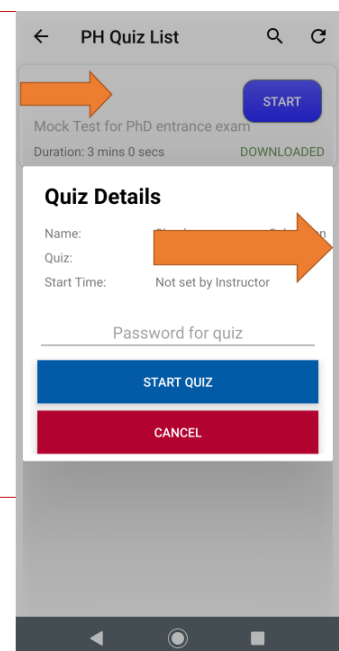 PH Quiz List
START
Mock Test for PhD entrance exam
Duration: 3 mins 0 secs
DOWNLOADED
Quiz Details
Name:
Quiz:
Start Time: Not set by Instructor
Password for quiz
START QUIZ
CANCEL